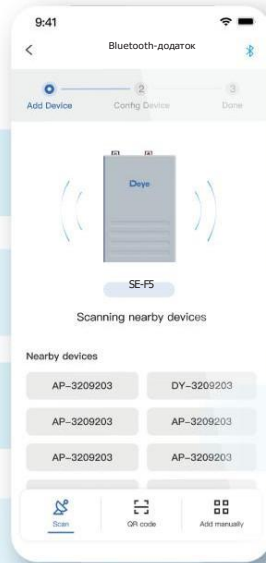 9:41
Bluetooth-додаток
2 3
Add Device Config Device Done
Deye
SE-F5
Scanning nearby devices
Nearby devices
AP-3209203 DY-3209203
AP-3209203 AP-3209203
AP-3209203 AP-3209203
Scan QR code Add manually